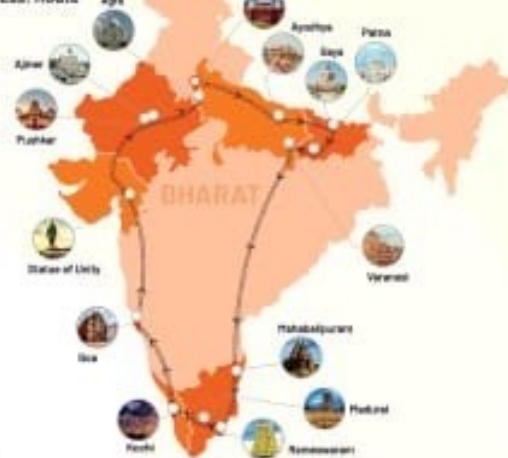 Agra
Ayodhya
Patna
Gaya
Ajmer
Pushkar
BHARAT
Statue of Unity
Varanasi
Goa
Mahabalipuram
Madurai
Kochi
Rameswaram